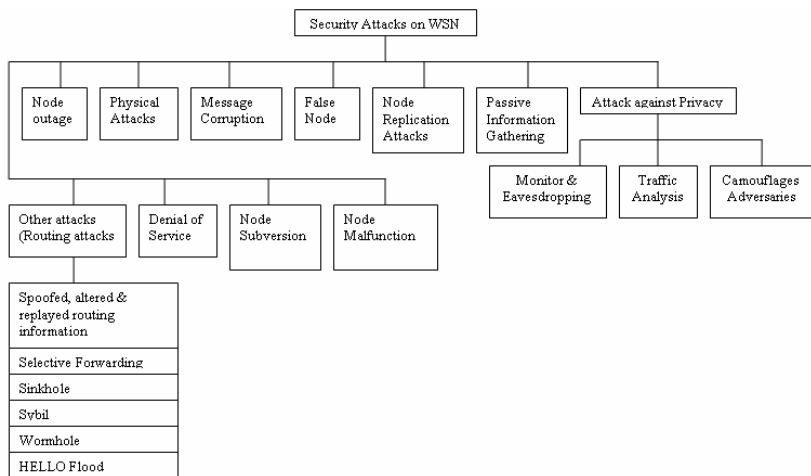 Security Attacks on WSN
Node
outage
Physical
Attacks
Message
Corruption
False
Node
Node
Replication
Attacks
Passive
Information
Gathering
Attack against Privacy
Monitor &
Eavesdropping
Traffic
Analysis
Camouflages
Adversaries
Other attacks
(Routing attacks
Denial of
Service
Node
Subversion
Node
Malfunction
Spoofed, altered &
replayed routing
information
Selective Forwarding
Sinkhole
Sybil
Wormhole
HELLO Flood